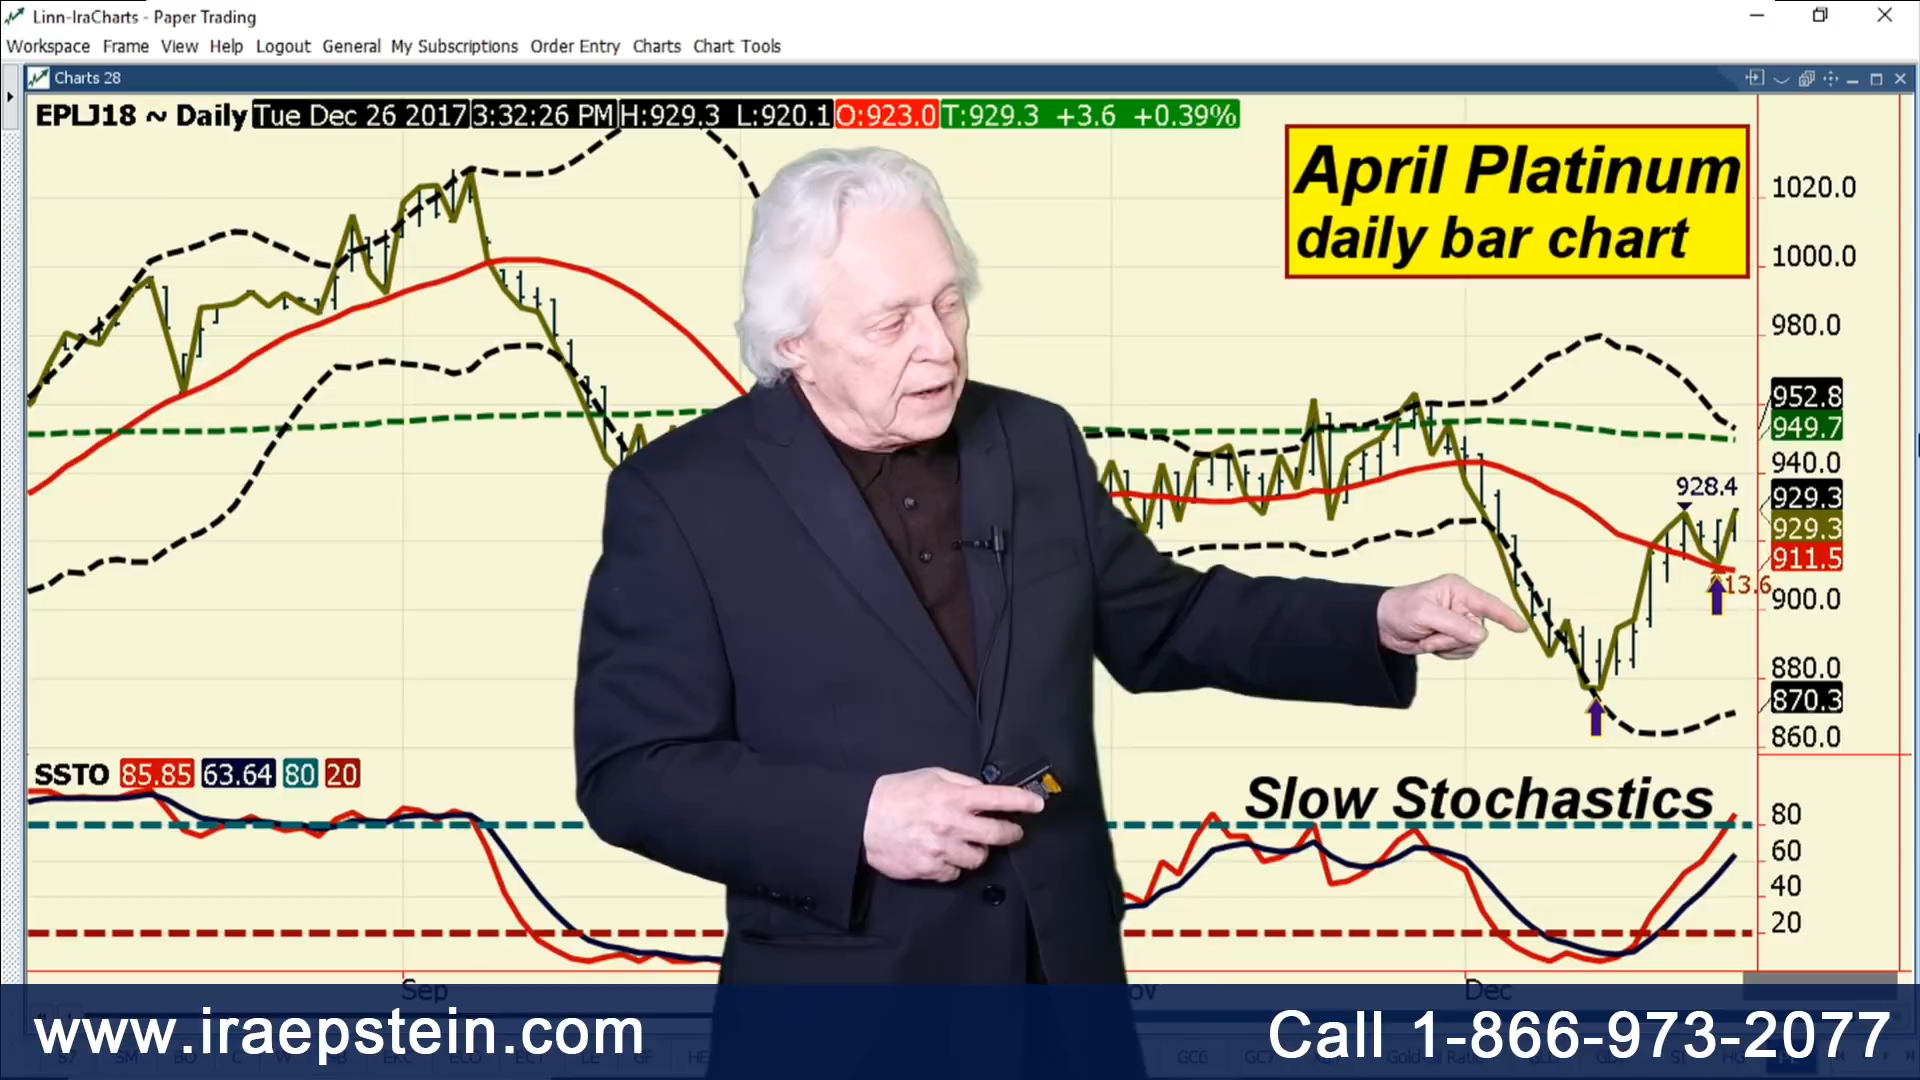 Linn-IraCharts - Paper Trading
Workspace Frame View Help Logout General My Subscriptions Order Entry Charts Chart Tools
Charts 28
EPLJ18 ~ Daily Tue Dec 26 2017 3:32:26 PM H:929.3 L:920.1 O:923.0 T:929.3 +3.6 +0.39%
April Platinum
daily bar chart
1020.0
1000.0
980.0
952.8
949.7
940.0
928.4
929.3
929.3
911.5
13.6
900.0
880.0
870.3
860.0
SSTO 85.85 63.64 80 20
Slow Stochastics
80
60
40
20
Sep
Dec
www.iraepstein.com
Call 1-866-973-2077